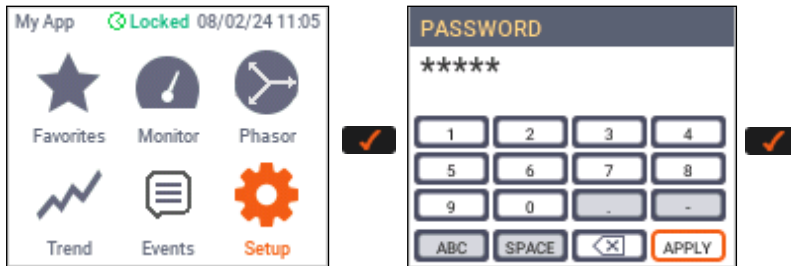 My App Locked 08/02/24 11:05
Favorites Monitor Phasor
Trend Events Setup
PASSWORD
*****
1 2 3 4
5 6 7 8
9 0 . -
ABC SPACE APPLY